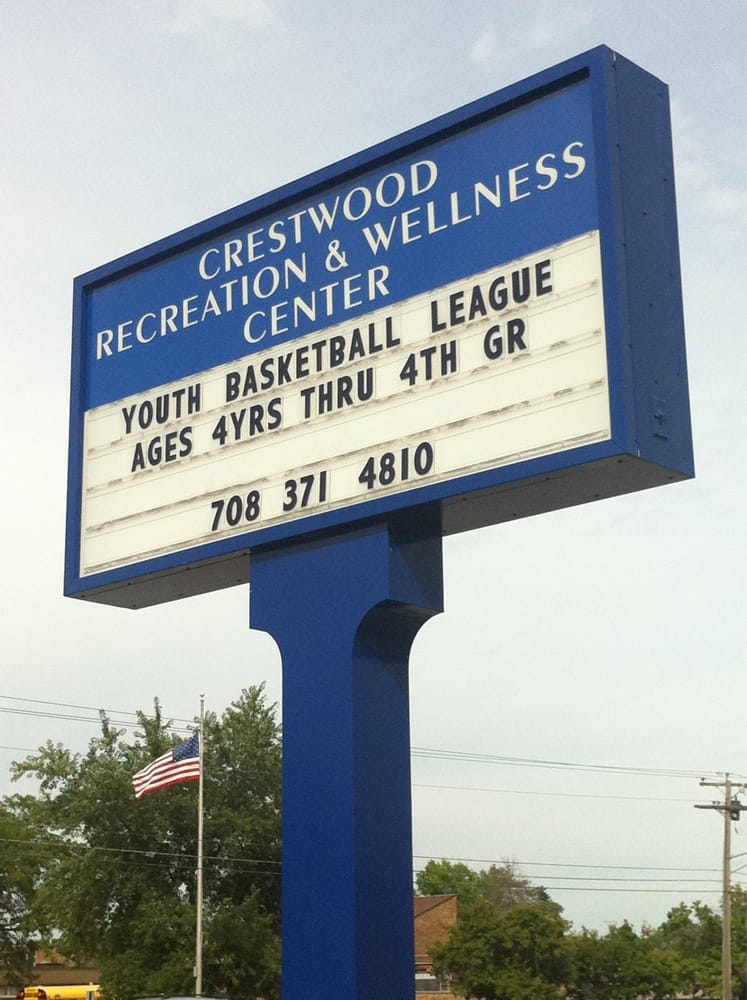 CRESTWOOD
RECREATION & WELLNESS
CENTER
YOUTH BASKETBALL LEAGUE
AGES 4YRS THRU 4TH GR
708 371 4810